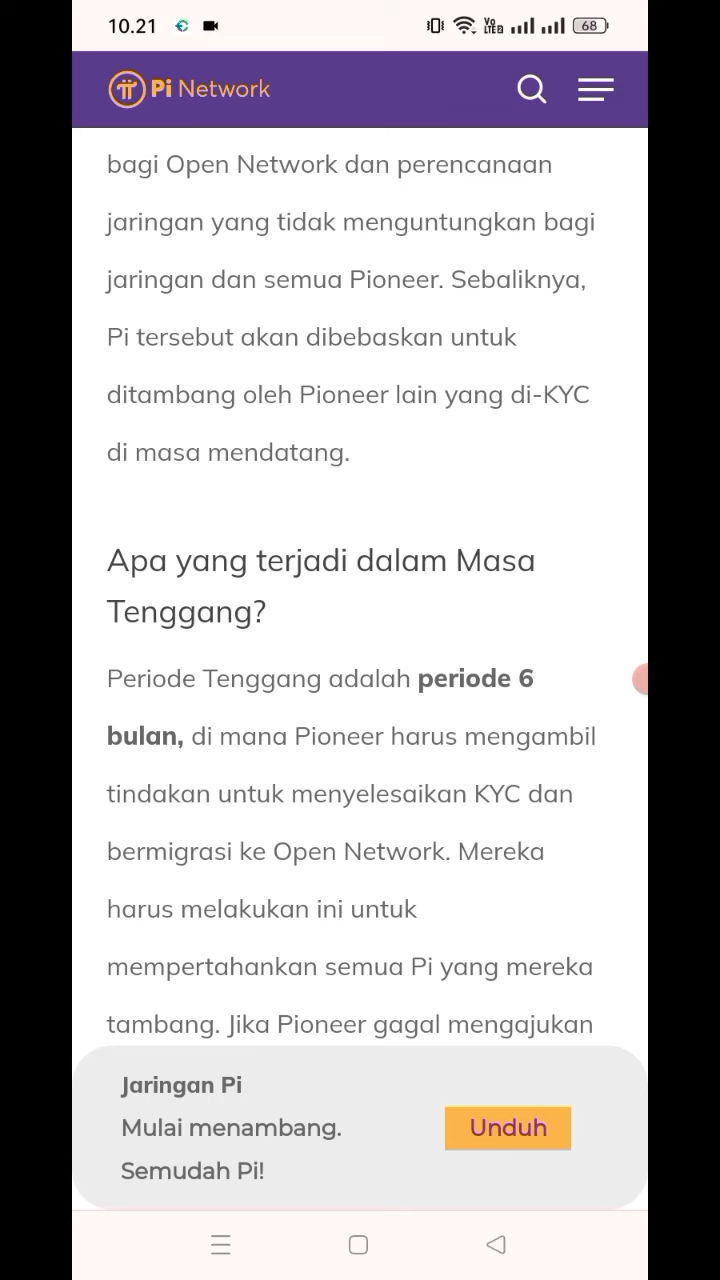 10.21
Vo
LTE2
68
Pi Network
bagi Open Network dan perencanaan
jaringan yang tidak menguntungkan bagi
jaringan dan semua Pioneer. Sebaliknya,
Pi tersebut akan dibebaskan untuk
ditambang oleh Pioneer lain yang di-KYC
di masa mendatang.
Apa yang terjadi dalam Masa
Tenggang?
Periode Tenggang adalah periode 6
bulan, di mana Pioneer harus mengambil
tindakan untuk menyelesaikan KYC dan
bermigrasi ke Open Network. Mereka
harus melakukan ini untuk
mempertahankan semua Pi yang mereka
tambang. Jika Pioneer gagal mengajukan
Jaringan Pi
Mulai menambang.
Semudah Pi!
Unduh